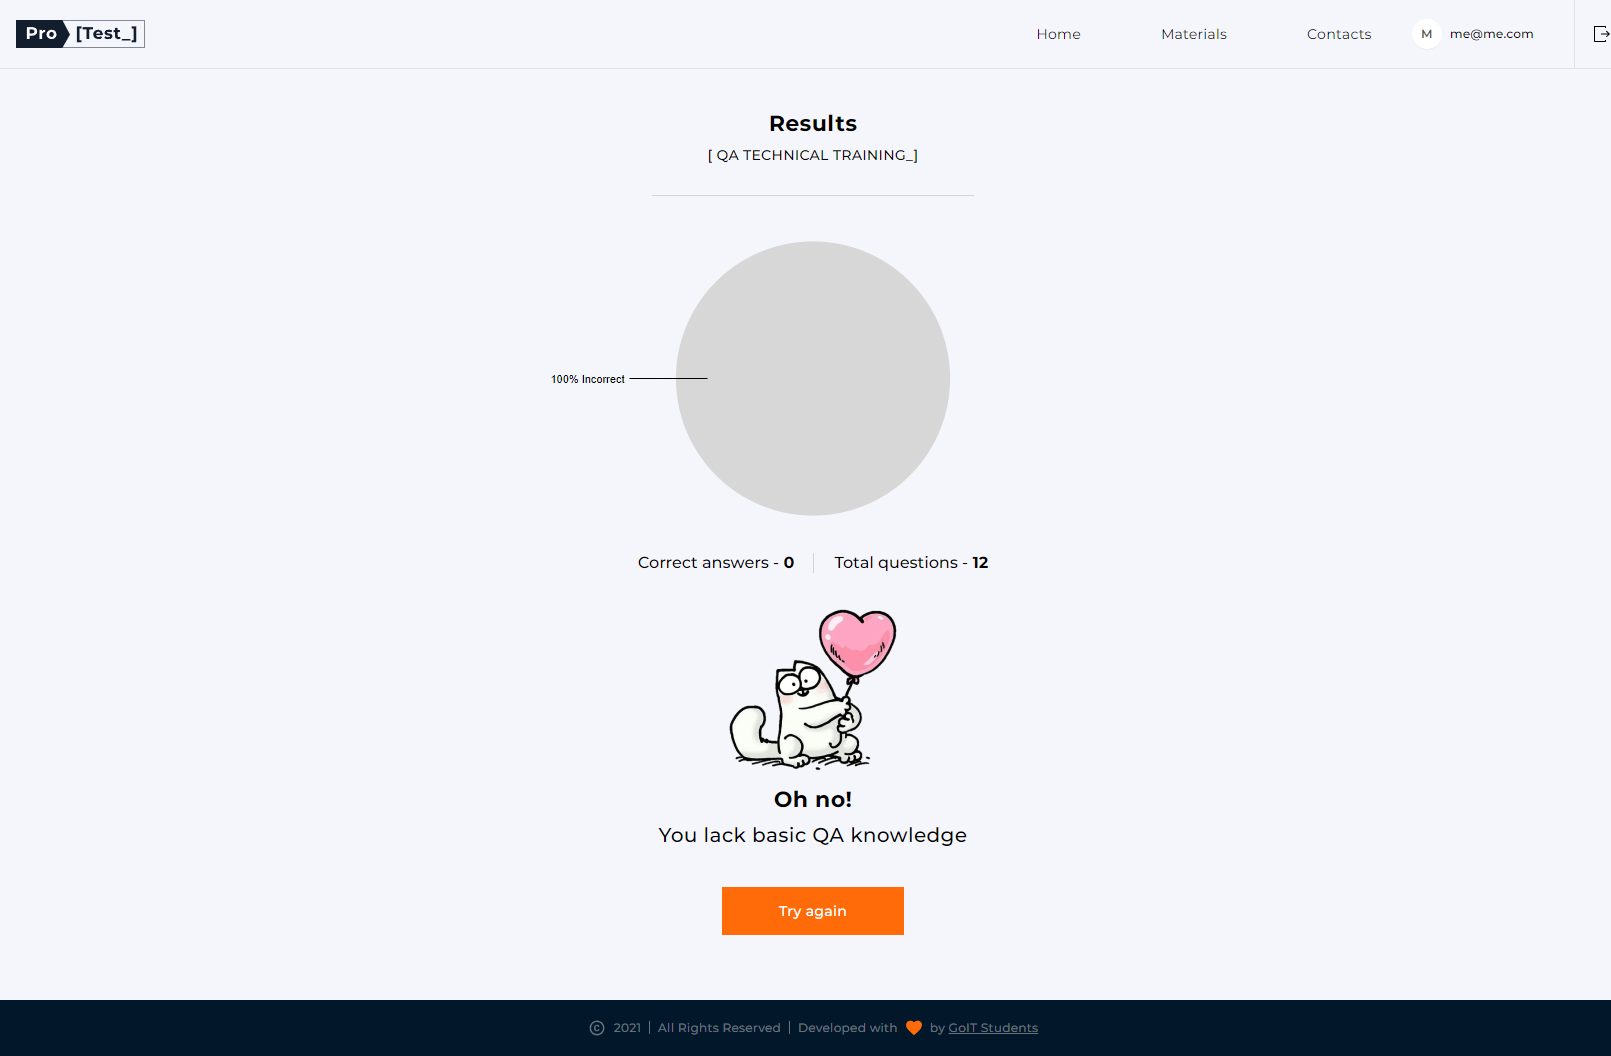 Pro [Test_]
Home Materials Contacts M me@me.com
Results
[ QA TECHNICAL TRAINING_]
100% Incorrect
Correct answers - 0 Total questions - 12
Oh no!
You lack basic QA knowledge
Try again
© 2021 | All Rights Reserved | Developed with by GoIT Students